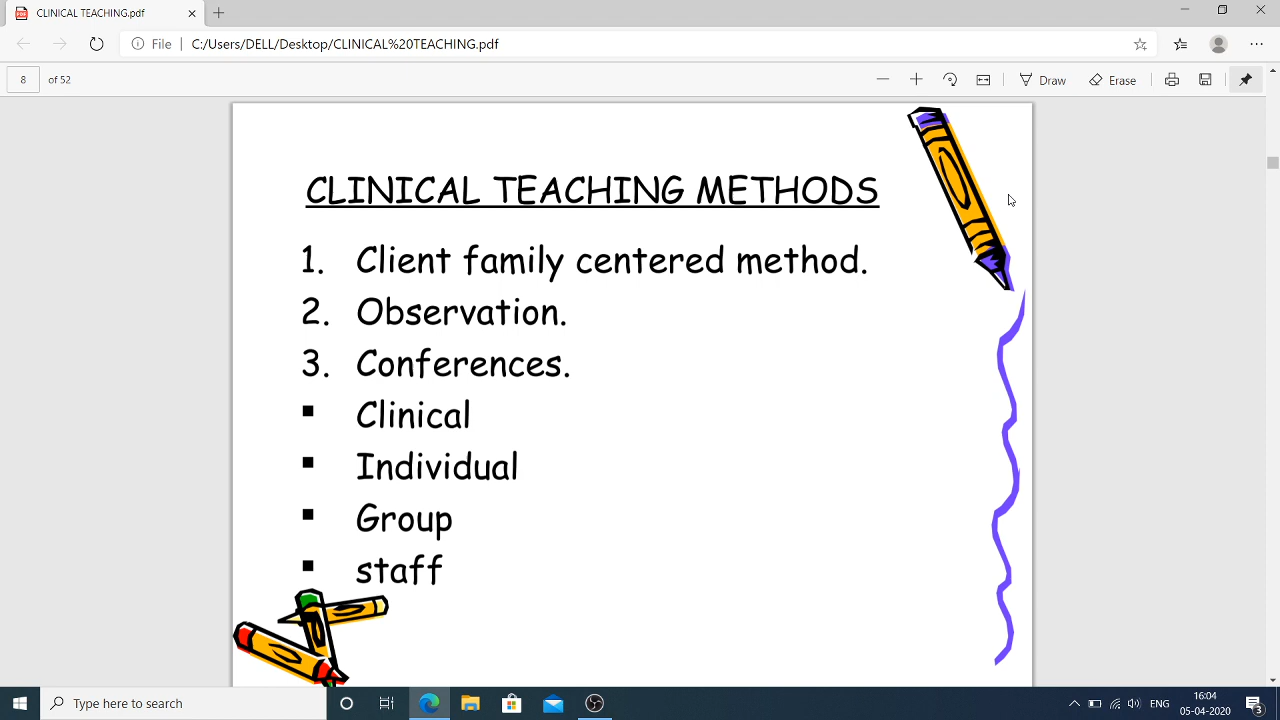 CLINICAL TEACHING.pdf
File C:/Users/DELL/Desktop/CLINICAL%20TEACHING.pdf
8 of 52
Draw
Erase
CLINICAL TEACHING METHODS
1. Client family centered method.
2. Observation.
3. Conferences.
▪ Clinical
▪ Individual
▪ Group
▪ staff
Type here to search
ENG
16:04
05-04-2020
3